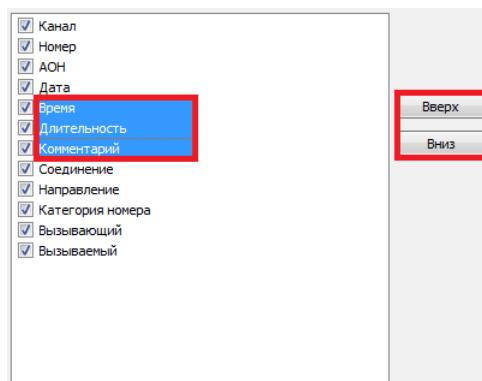 Канал
Номер
АОН
Дата
Время
Длительность
Комментарий
Соединение
Направление
Категория номера
Вызывающий
Вызываемый
Вверх
Вниз